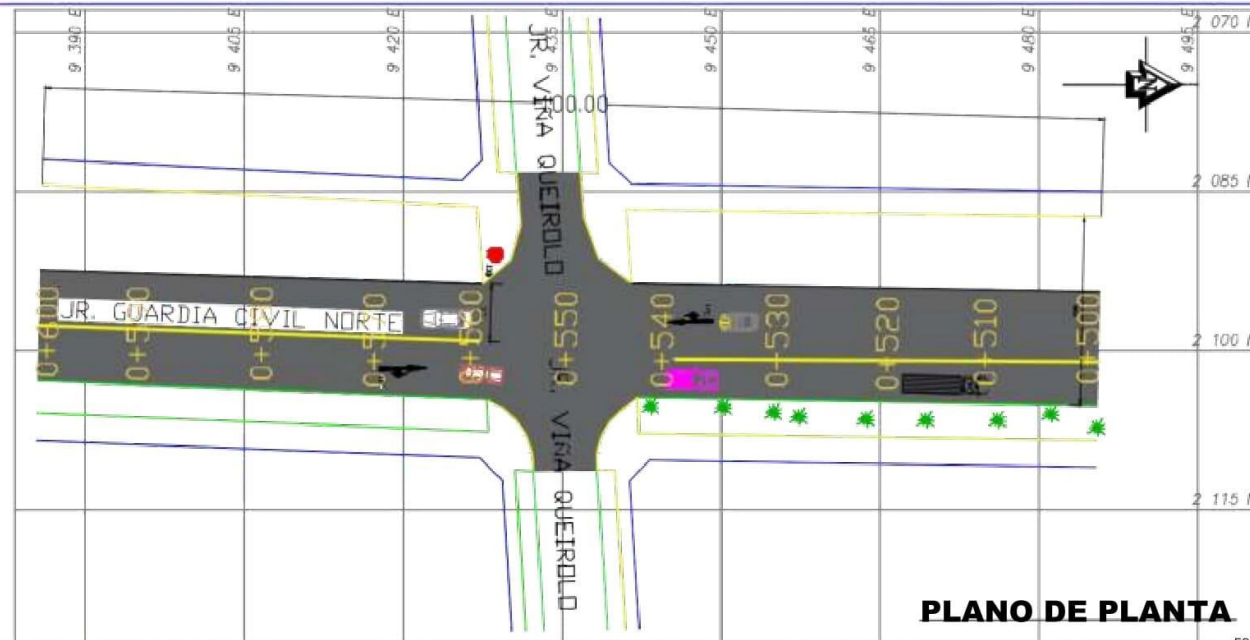 9 390 E
9 405 E
9 420 E
9 450 E
9 465 E
9 480 E
9 495 E
2 070
JR. VIÑA QUEIROLO
N
2 085
JR. GUARDIA CIVIL NORTE
0+600
0+560
0+550
0+540
0+530
0+520
0+510
0+500
2 100
JR. VIÑA QUEIROLO
2 115
PLANO DE PLANTA